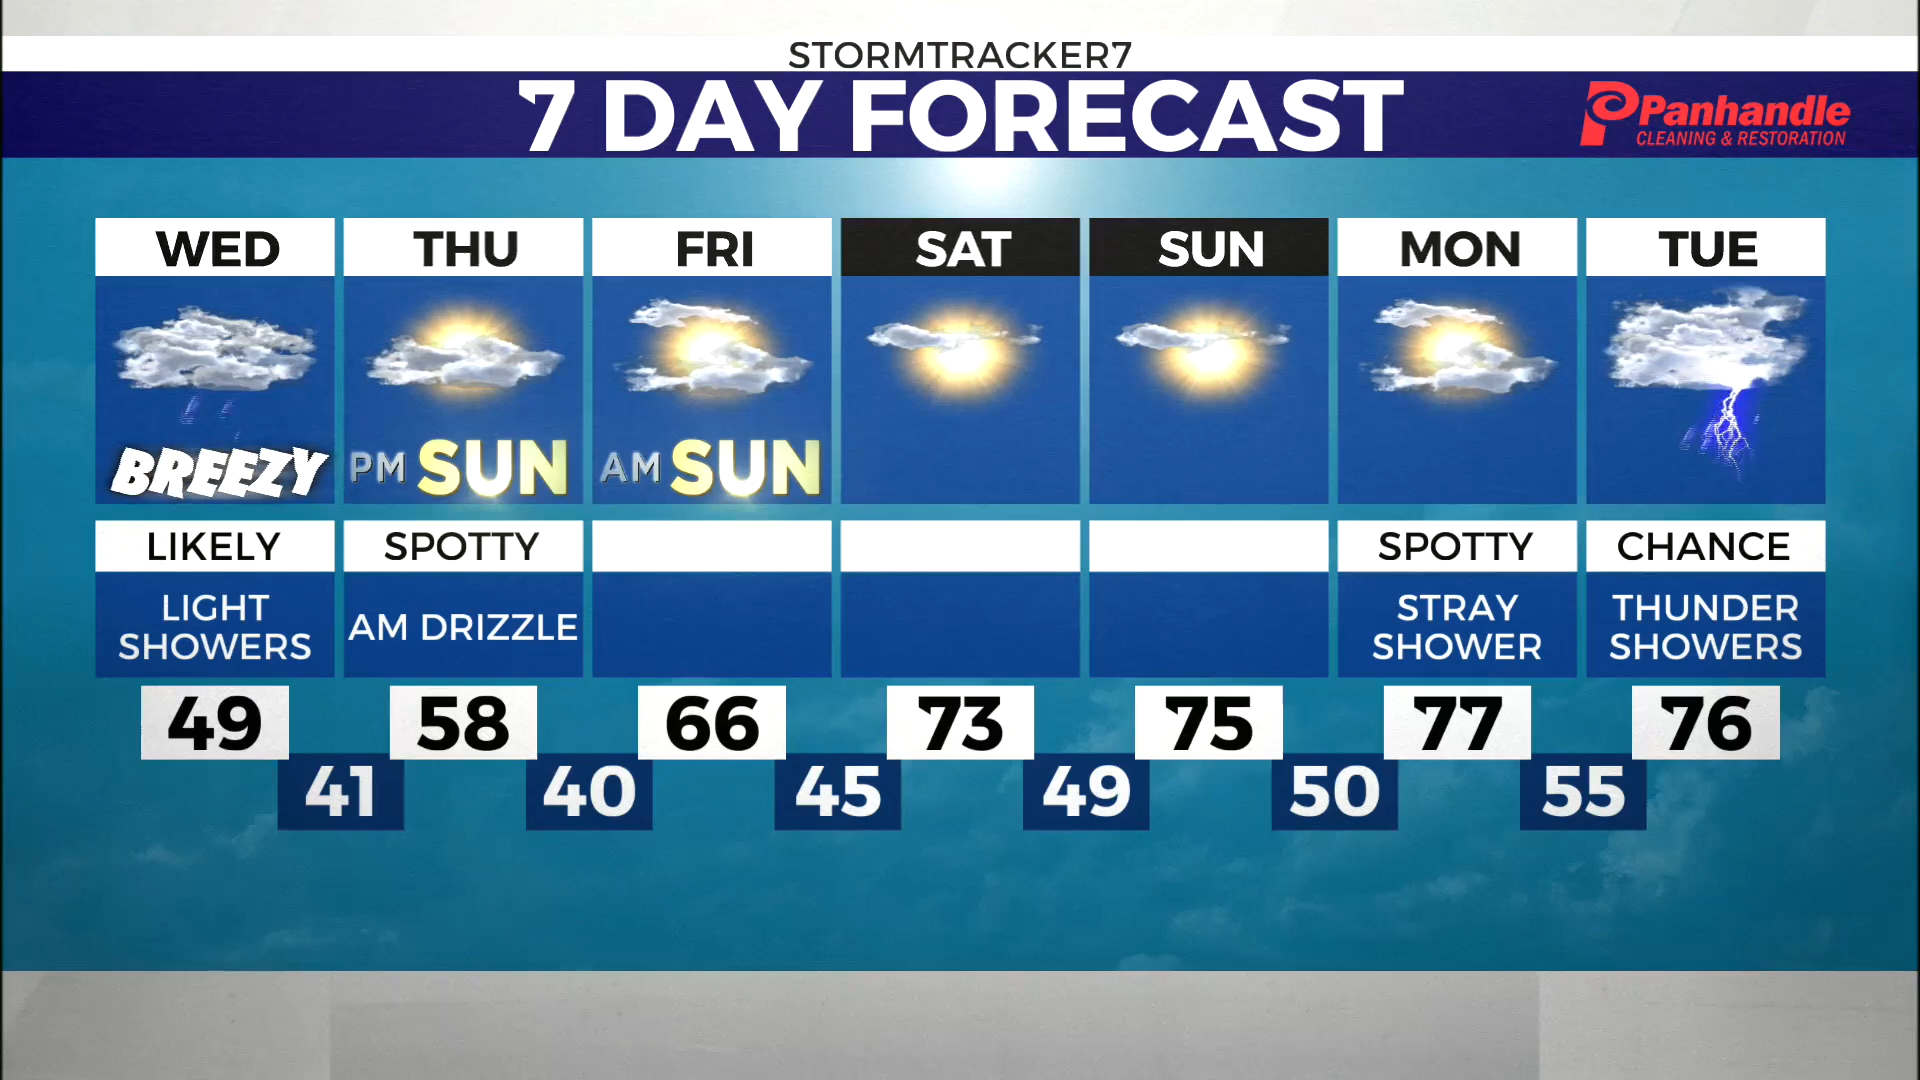 STORMTRACKER7
7 DAY FORECAST
Panhandle
CLEANING & RESTORATION
WED THU FRI SAT SUN MON TUE
BREEZY PM SUN AM SUN
LIKELY SPOTTY SPOTTY CHANCE
LIGHT
SHOWERS
AM DRIZZLE
STRAY
SHOWER
THUNDER
SHOWERS
49 58 66 73 75 77 76
41 40 45 49 50 55